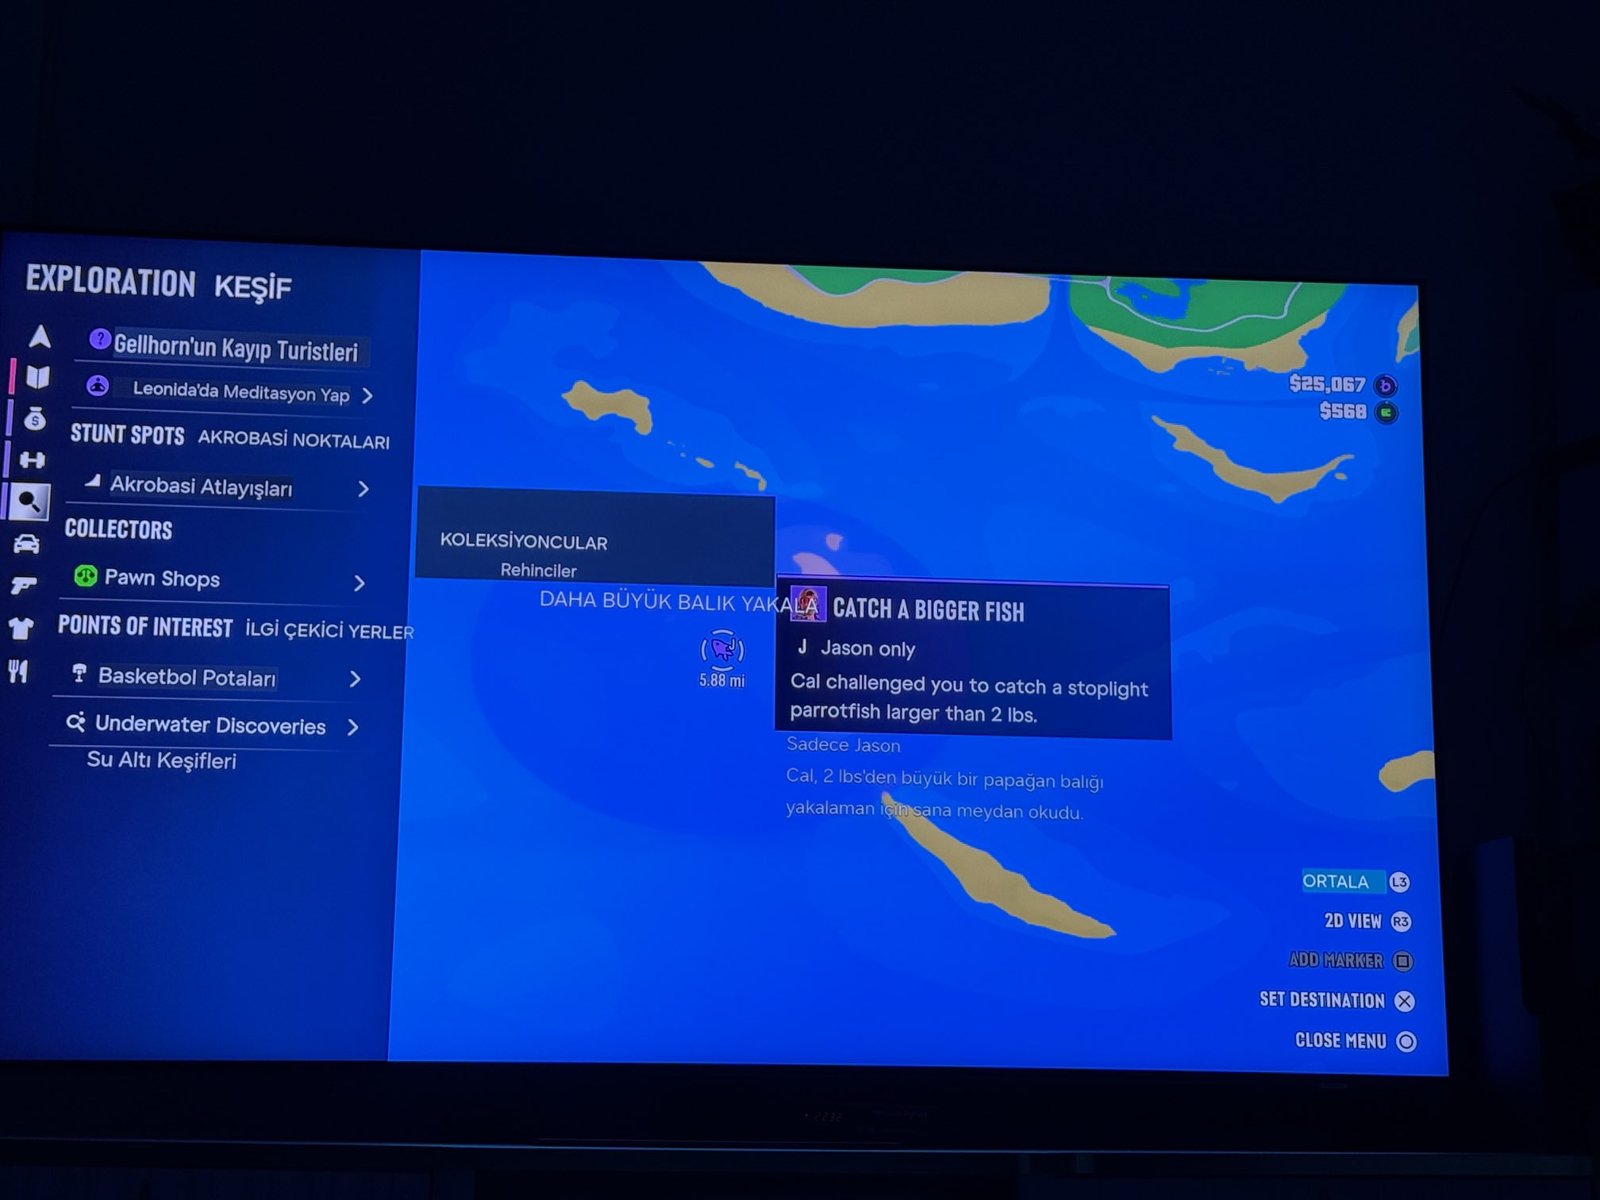 EXPLORATION KEŞİF
Gellhorn'un Kayıp Turistleri
Leonida'da Meditasyon Yap
STUNT SPOTS AKROBASİ NOKTALARI
Akrobasi Atlayışları
COLLECTORS
Pawn Shops
POINTS OF INTEREST İLGİ ÇEKİCİ YERLER
Basketbol Potaları
Underwater Discoveries
Su Altı Keşifleri
$25,067
$568
KOLEKSİYONCULAR
Rehinciler
DAHA BÜYÜK BALIK YAKALA
5.88 mi
CATCH A BIGGER FISH
J Jason only
Cal challenged you to catch a stoplight
parrotfish larger than 2 lbs.
Sadece Jason
Cal, 2 lbs'den büyük bir papağan balığı
yakalaman için sana meydan okudu.
ORTALA L3
2D VIEW R3
ADD MARKER
SET DESTINATION
CLOSE MENU